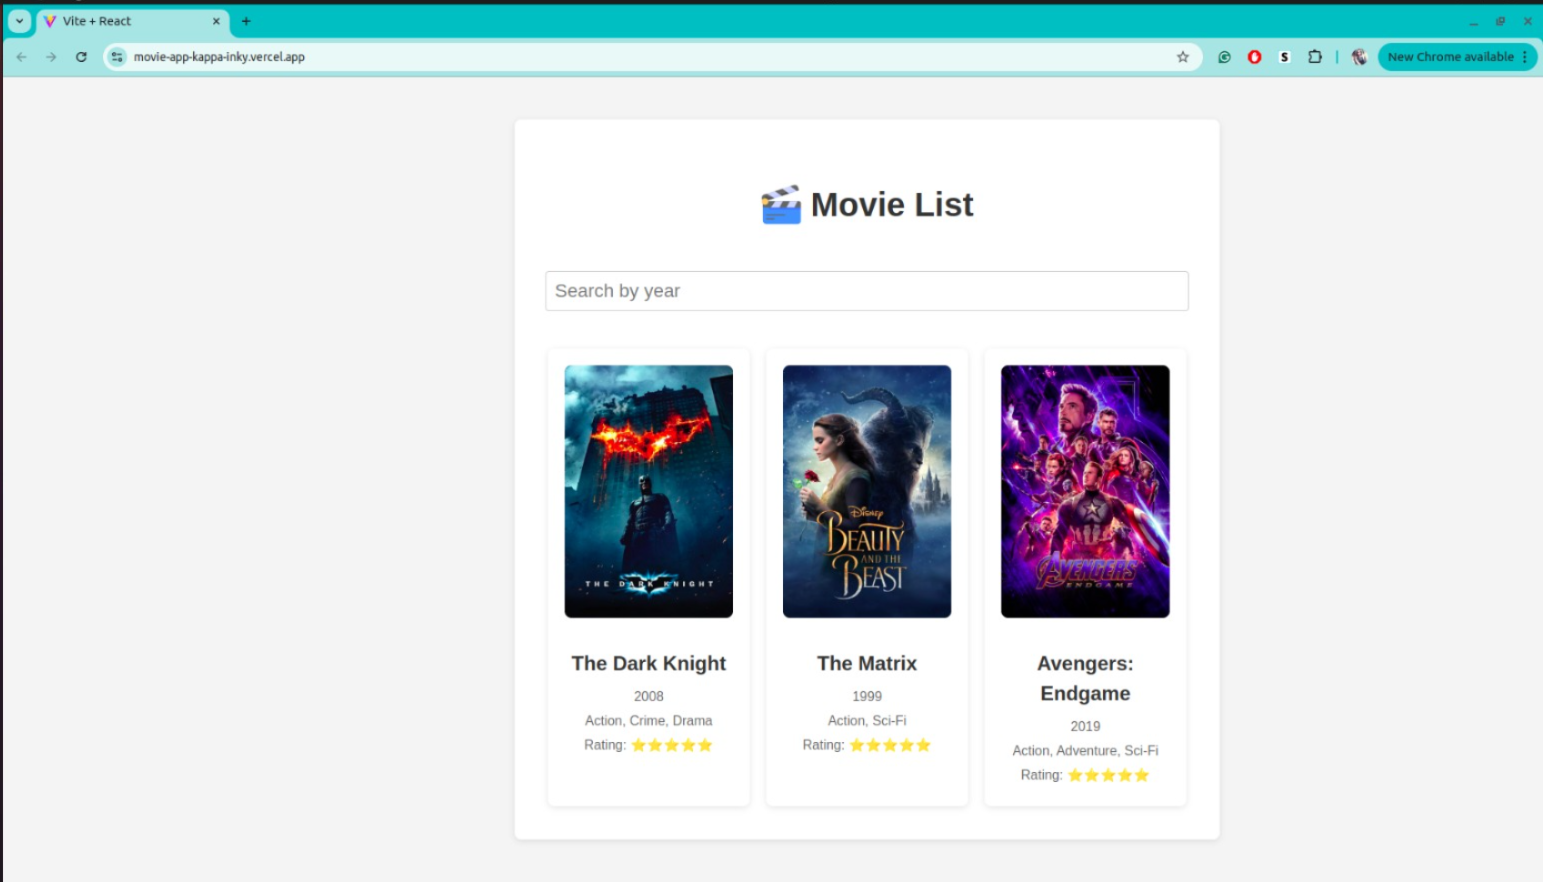 Vite + React
movie-app-kappa-inky.vercel.app
New Chrome available
🎬 Movie List
Search by year
THE DARK KNIGHT
Disney
BEAUTY
AND THE
BEAST
AVENGERS
ENDGAME
The Dark Knight
2008
Action, Crime, Drama
Rating: ⭐⭐⭐⭐⭐
The Matrix
1999
Action, Sci-Fi
Rating: ⭐⭐⭐⭐⭐
Avengers:
Endgame
2019
Action, Adventure, Sci-Fi
Rating: ⭐⭐⭐⭐⭐